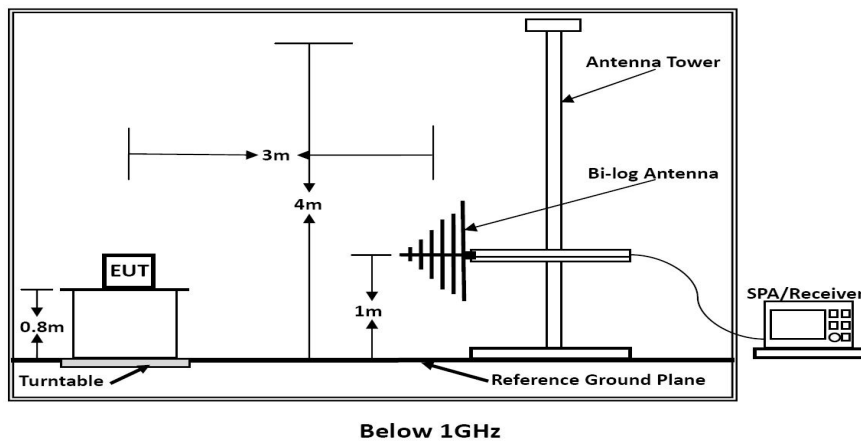 Antenna Tower
3m
Bi-log Antenna
4m
EUT
SPA/Receiver
0.8m
1m
Turntable
Reference Ground Plane
Below 1GHz